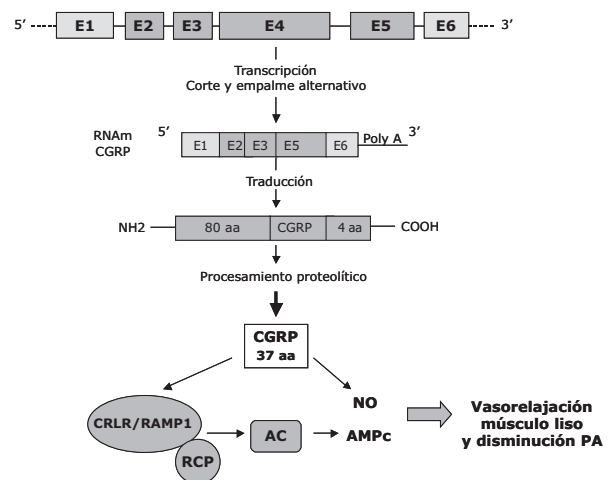 5’ E1 E2 E3 E4 E5 E6 3’
Transcripción
Corte y empalme alternativo
RNAm
CGRP
5’ E1 E2 E3 E5 E6 Poly A 3’
Traducción
NH2 80 aa CGRP 4 aa COOH
Procesamiento proteolítico
CGRP
37 aa
NO
CRLR/RAMP1
AC
AMPc
RCP
Vasorelajación
músculo liso
y disminución PA